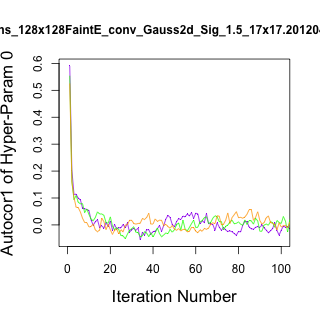 ns_128x128FaintE_conv_Gauss2d_Sig_1.5_17x17.20120
Autocor1 of Hyper-Param 0
0.6
0.5
0.4
0.3
0.2
0.1
0.0
0 20 40 60 80 100
Iteration Number